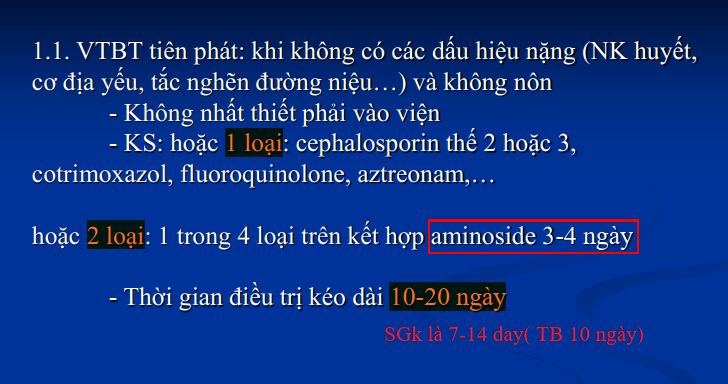 1.1. VTBT tiên phát: khi không có các dấu hiệu nặng (NK huyết,
cơ địa yếu, tắc nghẽn đường niệu…) và không nôn
- Không nhất thiết phải vào viện
- KS: hoặc 1 loại: cephalosporin thế 2 hoặc 3,
cotrimoxazol, fluoroquinolone, aztreonam,…
hoặc 2 loại: 1 trong 4 loại trên kết hợp aminoside 3-4 ngày
- Thời gian điều trị kéo dài 10-20 ngày
SGk là 7-14 day( TB 10 ngày)